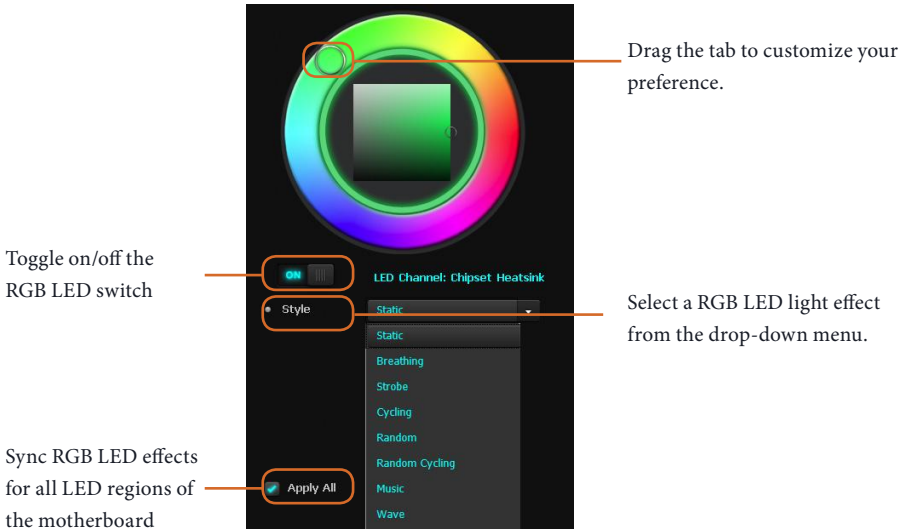 Drag the tab to customize your
preference.
Toggle on/off the
RGB LED switch
ON
LED Channel: Chipset Heatsink
Style
Static
Select a RGB LED light effect
from the drop-down menu.
Static
Breathing
Strobe
Cycling
Random
Random Cycling
Music
Wave
Sync RGB LED effects
for all LED regions of
the motherboard
Apply All